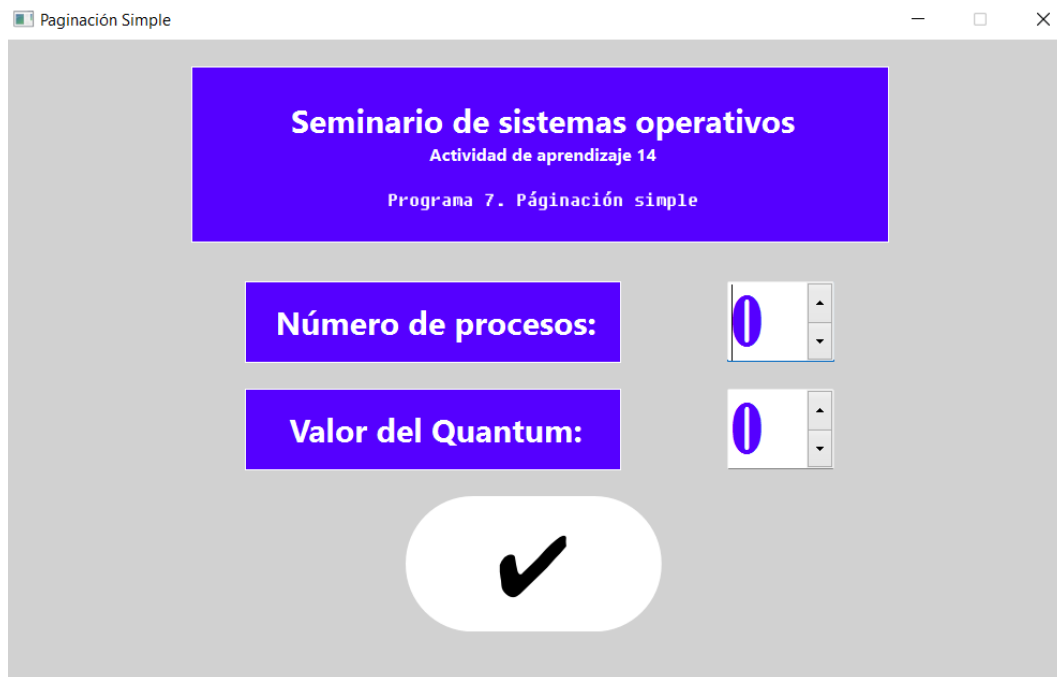 Paginación Simple
Seminario de sistemas operativos
Actividad de aprendizaje 14
Programa 7. Páginación simple
Número de procesos:
0
Valor del Quantum:
0